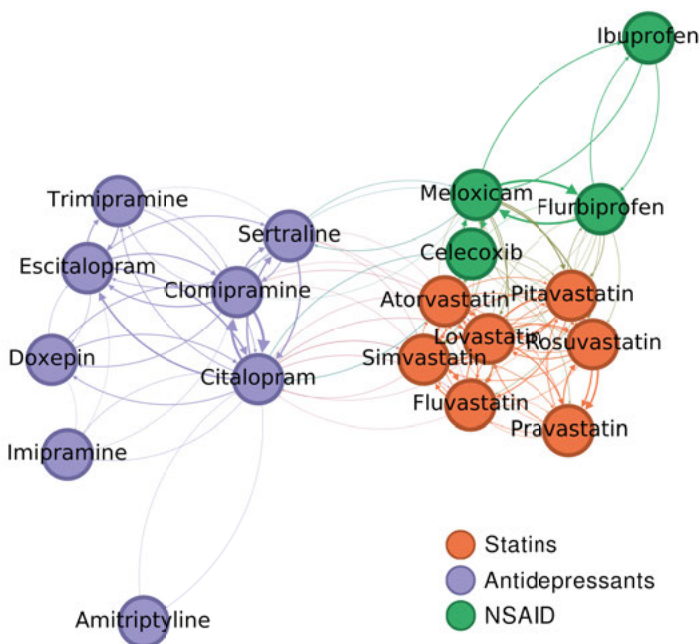 Ibuprofen
Trimipramine
Meloxicam
Flurbiprofen
Sertraline
Celecoxib
Escitalopram
Clomipramine
Atorvastatin
Pitavastatin
Lovastatin
Rosuvastatin
Doxepin
Simvastatin
Citalopram
Fluvastatin
Pravastatin
Imipramine
Statins
Antidepressants
NSAID
Amitriptyline